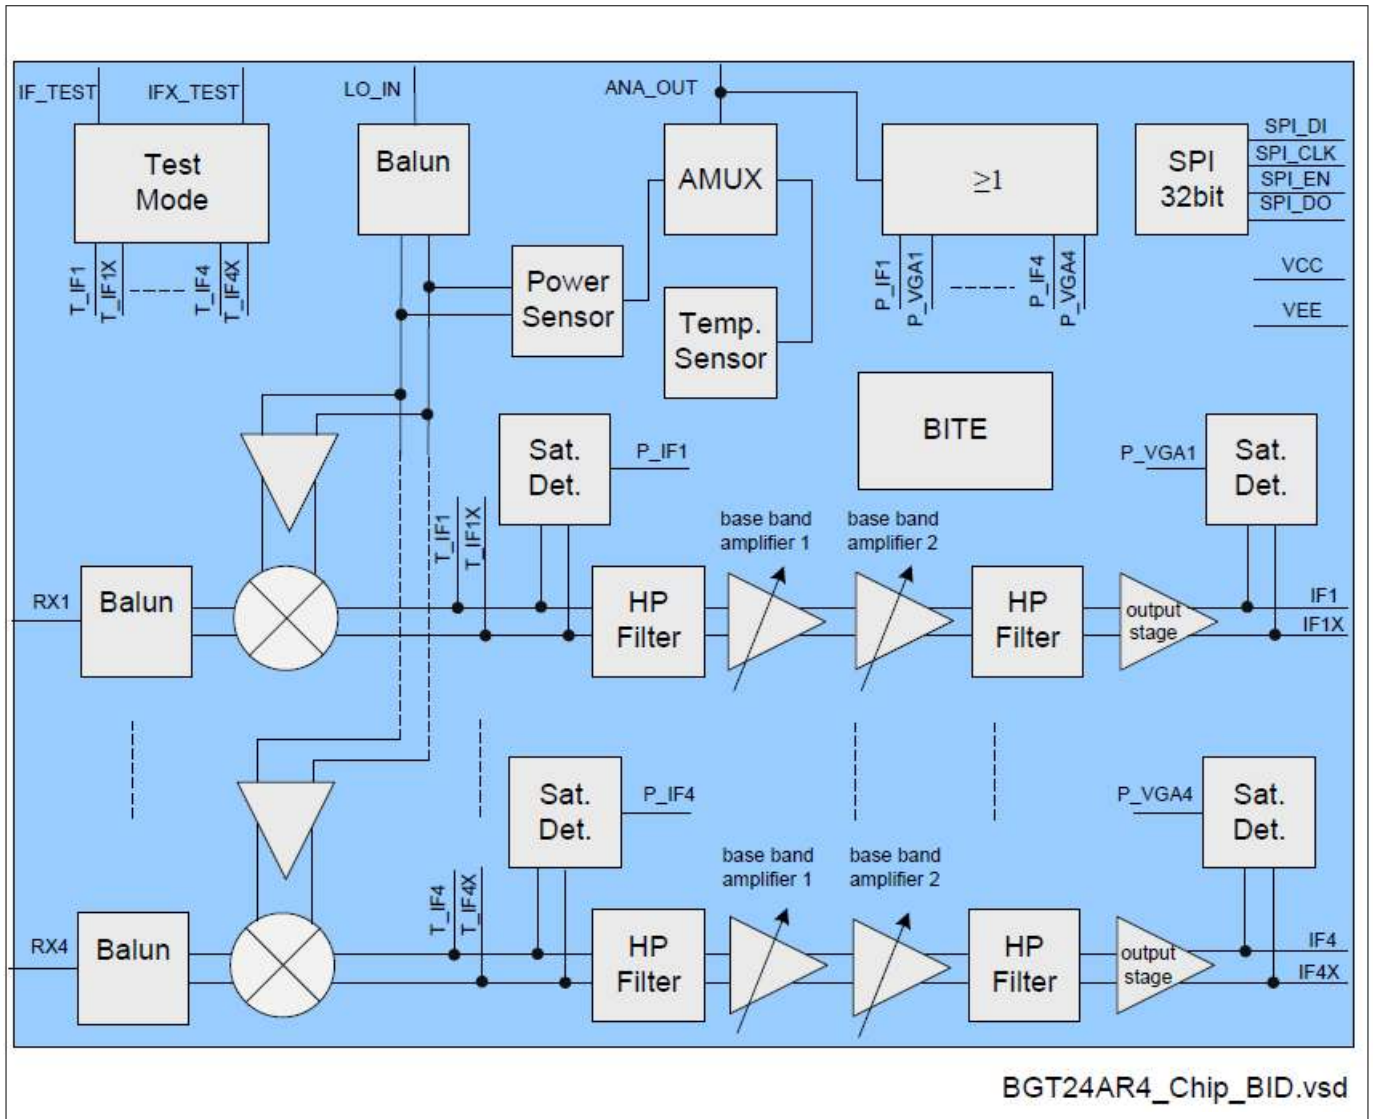 IF_TEST
IFX_TEST
LO_IN
ANA_OUT
Test
Mode
Balun
AMUX
≥1
SPI
32bit
SPI_DI
SPI_CLK
SPI_EN
SPI_DO
T_IF1
T_IF1X
T_IF4
T_IF4X
Power
Sensor
Temp.
Sensor
P_IF1
P_VGA1
P_IF4
P_VGA4
VCC
VEE
BITE
Sat.
Det.
P_IF1
P_VGA1
Sat.
Det.
T_IF1
T_IF1X
base band
amplifier 1
base band
amplifier 2
RX1
Balun
HP
Filter
HP
Filter
output
stage
IF1
IF1X
Sat.
Det.
P_IF4
P_VGA4
Sat.
Det.
T_IF4
T_IF4X
base band
amplifier 1
base band
amplifier 2
RX4
Balun
HP
Filter
HP
Filter
output
stage
IF4
IF4X
BGT24AR4_Chip_BID.vsd